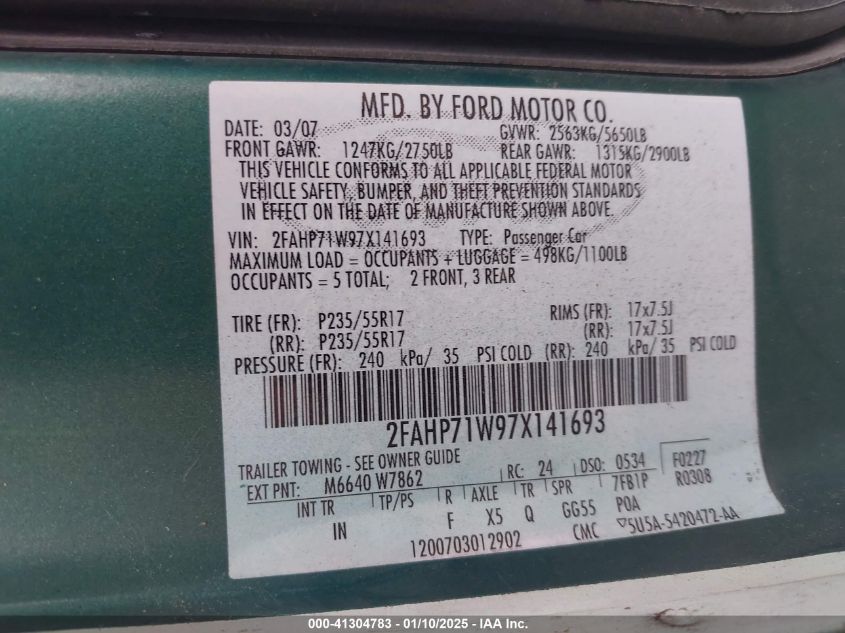 MFD. BY FORD MOTOR CO.
DATE: 03/07 GVWR: 2563KG/5650LB
FRONT GAWR: 1247KG/2750LB REAR GAWR: 1315KG/2900LB
THIS VEHICLE CONFORMS TO ALL APPLICABLE FEDERAL MOTOR
VEHICLE SAFETY, BUMPER, AND THEFT PREVENTION STANDARDS
IN EFFECT ON THE DATE OF MANUFACTURE SHOWN ABOVE.
VIN: 2FAHP71W97X141693 TYPE: Passenger Car
MAXIMUM LOAD = OCCUPANTS + LUGGAGE = 498KG/1100LB
OCCUPANTS = 5 TOTAL; 2 FRONT, 3 REAR
TIRE (FR): P235/55R17 RIMS (FR): 17x7.5J
(RR): P235/55R17 (RR): 17x7.5J
PRESSURE (FR): 240 kPa/ 35 PSI COLD (RR): 240 kPa/ 35 PSI COLD
2FAHP71W97X141693
TRAILER TOWING - SEE OWNER GUIDE
EXT PNT: M6640 W7862 RC: 24 DSO: 0534 F0227
INT TR TP/PS R AXLE TR SPR 7FB1P R0308
IN F X5 Q GG55 POA
1200703012902 CMC ▽5U5A-5420472-AA
000-41304783 - 01/10/2025 - IAA Inc.